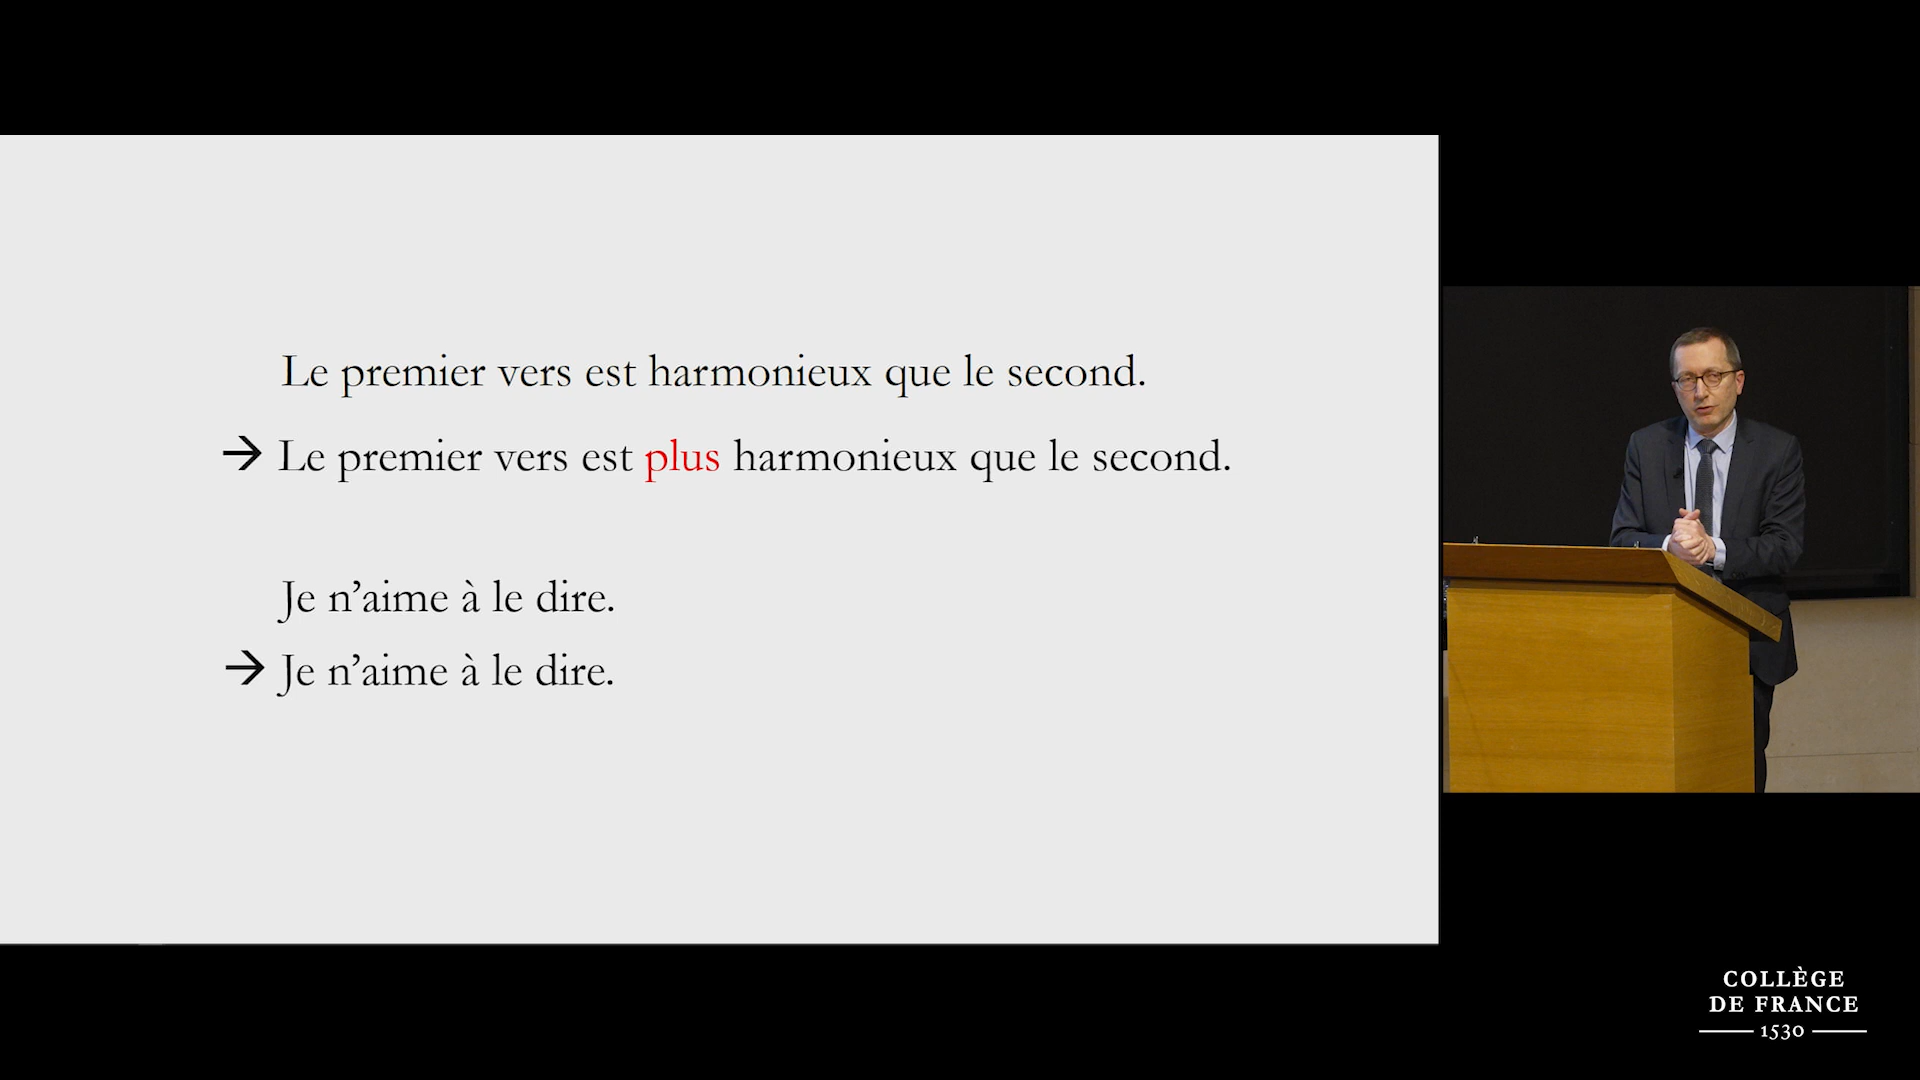 Le premier vers est harmonieux que le second.
→ Le premier vers est plus harmonieux que le second.
Je n’aime à le dire.
→ Je n’aime à le dire.
COLLÈGE
DE FRANCE
1530